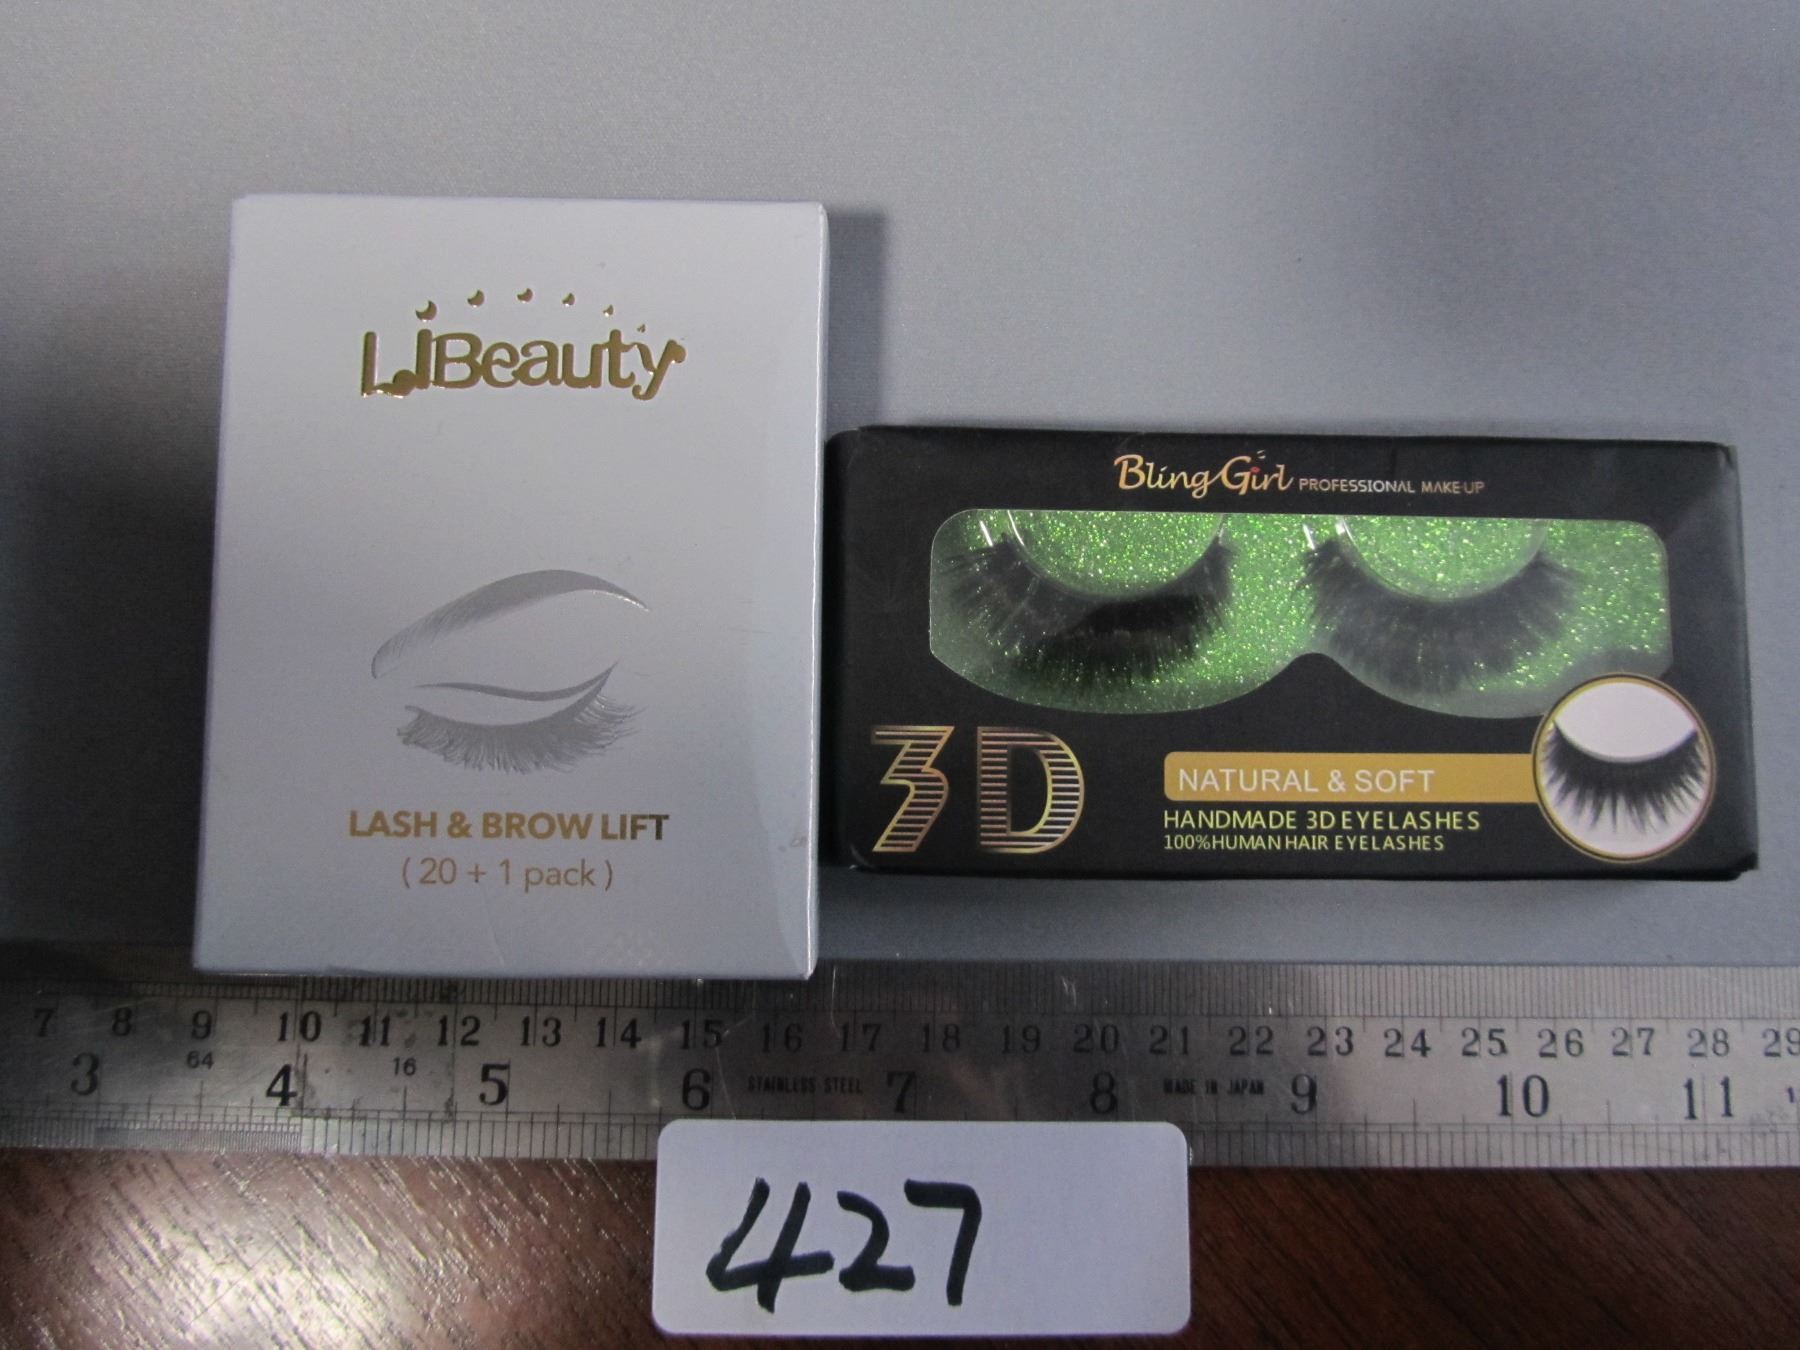 LIBeauty
LASH & BROW LIFT
( 20 + 1 pack )
BlingGirl PROFESSIONAL MAKE-UP
3D
NATURAL & SOFT
HANDMADE 3D EYELASHES
100%HUMAN HAIR EYELASHES
7 8 9 10 11 12 13 14 15 16 17 18 19 20 21 22 23 24 25 26 27 28 29
64 16
STAINLESS STEEL MADE IN JAPAN
3 4 5 6 7 8 9 10 11
427